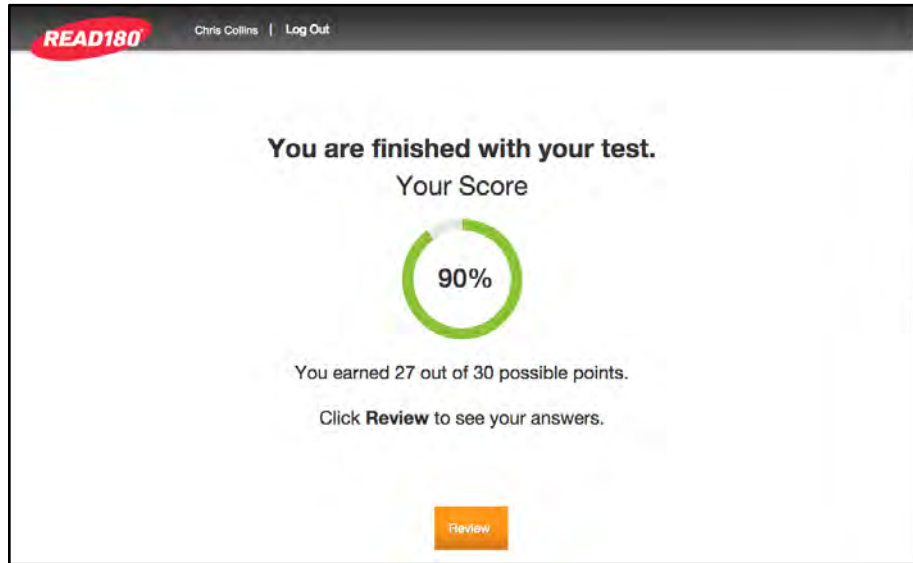 READ180®
Chris Collins | Log Out
You are finished with your test.
Your Score
90%
You earned 27 out of 30 possible points.
Click Review to see your answers.
Review